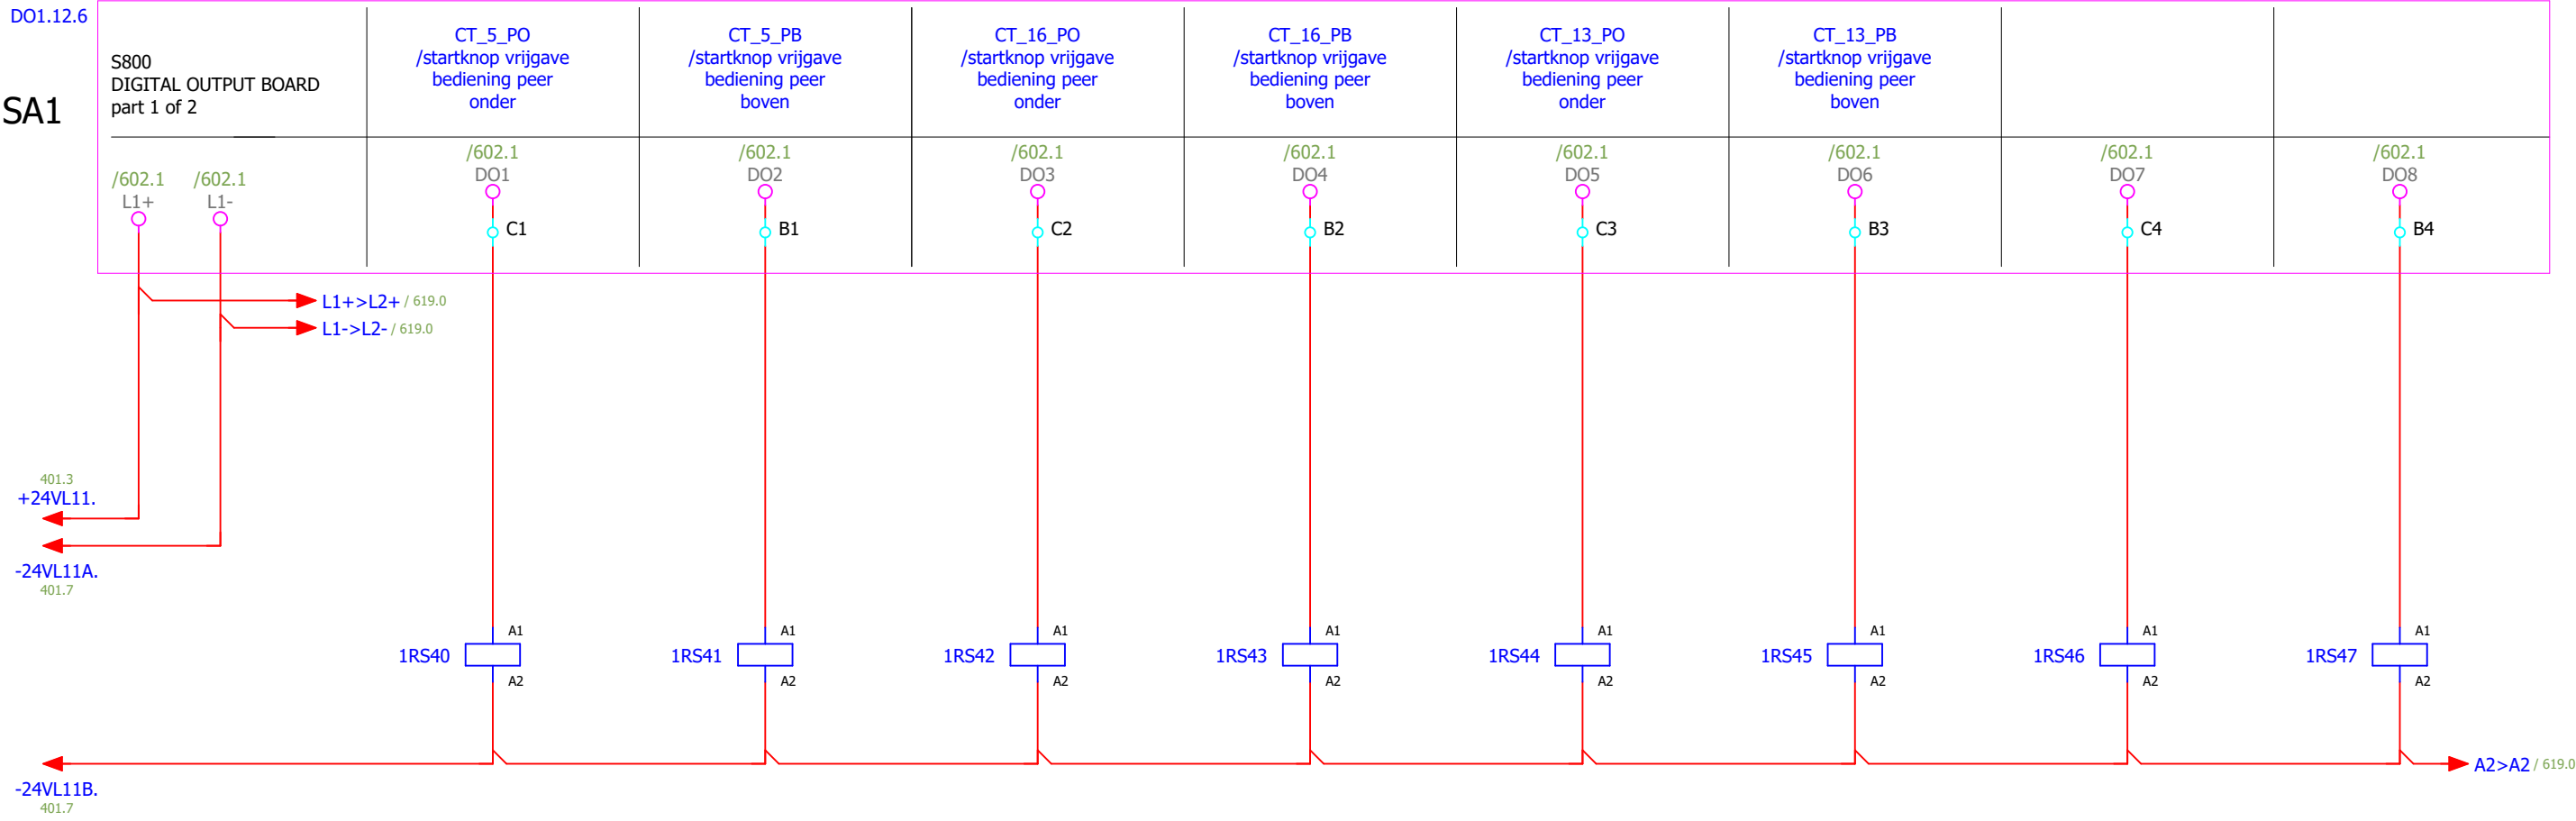 DO1.12.6
SA1
S800
DIGITAL OUTPUT BOARD
part 1 of 2
CT_5_PO
/startknop vrijgave
bediening peer
onder
CT_5_PB
/startknop vrijgave
bediening peer
boven
CT_16_PO
/startknop vrijgave
bediening peer
onder
CT_16_PB
/startknop vrijgave
bediening peer
boven
CT_13_PO
/startknop vrijgave
bediening peer
onder
CT_13_PB
/startknop vrijgave
bediening peer
boven
/602.1
L1+
/602.1
L1-
/602.1
DO1
C1
/602.1
DO2
B1
/602.1
DO3
C2
/602.1
DO4
B2
/602.1
DO5
C3
/602.1
DO6
B3
/602.1
DO7
C4
/602.1
DO8
B4
L1+>L2+ / 619.0
L1->L2- / 619.0
401.3
+24VL11.
-24VL11A.
401.7
1RS40
A1
A2
1RS41
A1
A2
1RS42
A1
A2
1RS43
A1
A2
1RS44
A1
A2
1RS45
A1
A2
1RS46
A1
A2
1RS47
A1
A2
-24VL11B.
401.7
A2>A2 / 619.0